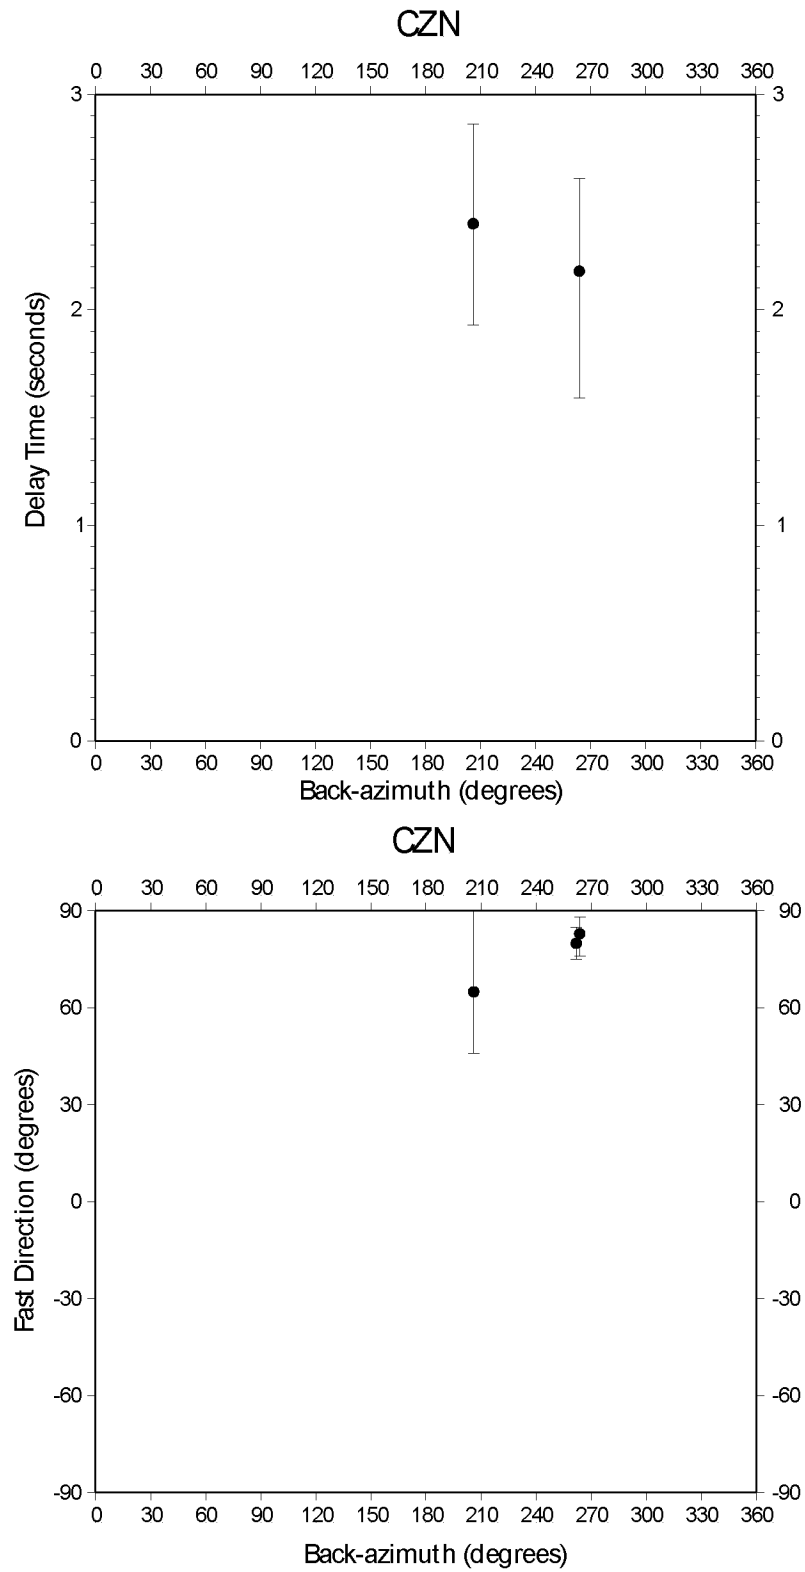 CZN
0 30 60 90 120 150 180 210 240 270 300 330 360
3 3
2 2
1 1
0 0
Delay Time (seconds)
0 30 60 90 120 150 180 210 240 270 300 330 360
Back-azimuth (degrees)
CZN
0 30 60 90 120 150 180 210 240 270 300 330 360
90 90
60 60
30 30
0 0
-30 -30
-60 -60
-90 -90
Fast Direction (degrees)
0 30 60 90 120 150 180 210 240 270 300 330 360
Back-azimuth (degrees)